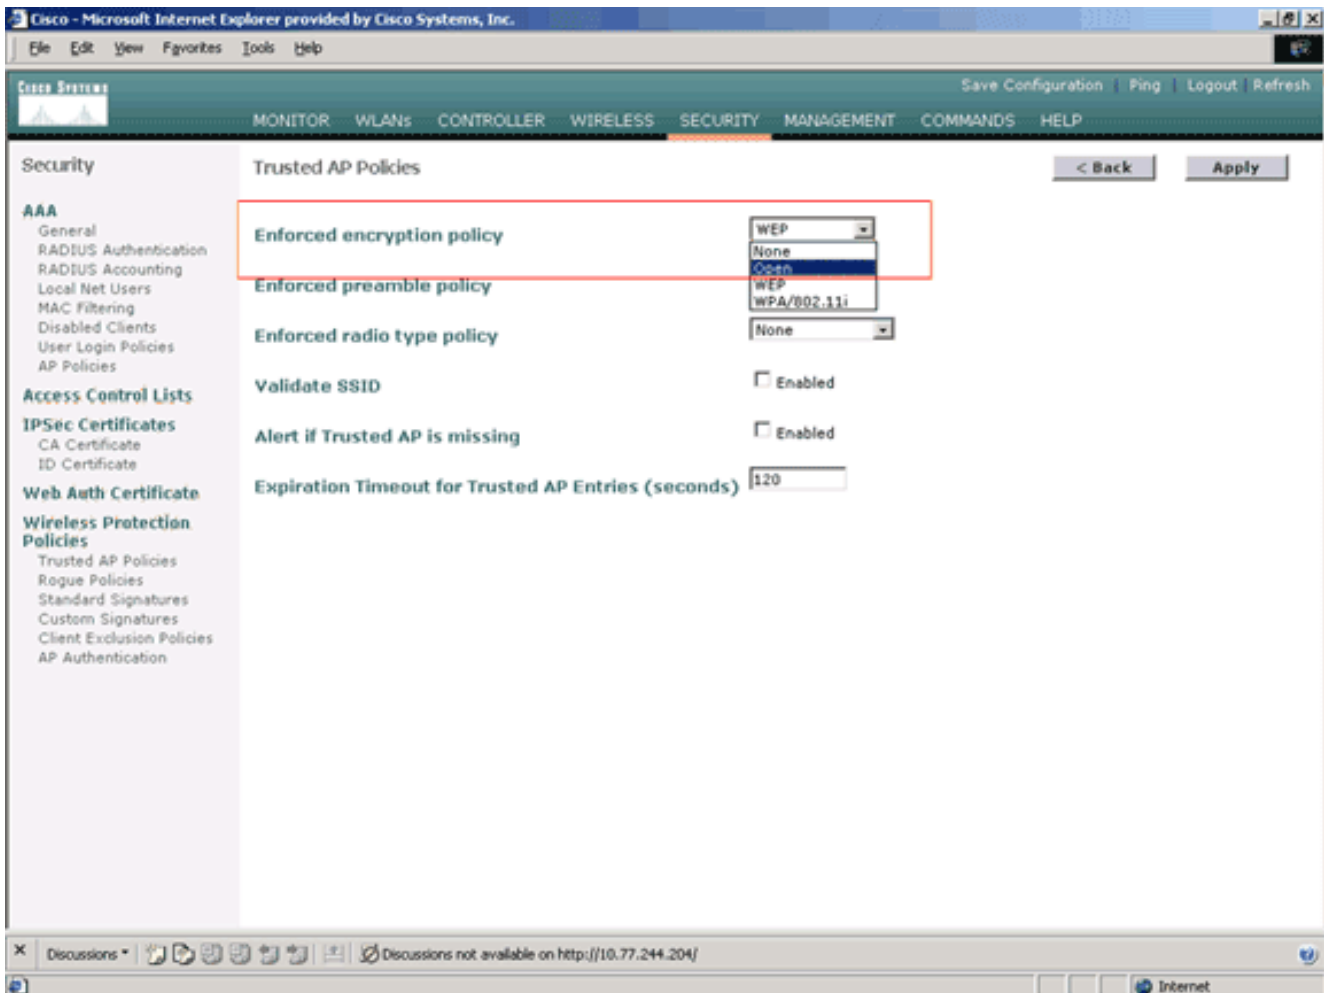 Cisco - Microsoft Internet Explorer provided by Cisco Systems, Inc.
File Edit View Favorites Tools Help
CISCO SYSTEMS
Save Configuration | Ping | Logout | Refresh
MONITOR WLANs CONTROLLER WIRELESS SECURITY MANAGEMENT COMMANDS HELP
Security
AAA
General
RADIUS Authentication
RADIUS Accounting
Local Net Users
MAC Filtering
Disabled Clients
User Login Policies
AP Policies
Access Control Lists
IPSec Certificates
CA Certificate
ID Certificate
Web Auth Certificate
Wireless Protection
Policies
Trusted AP Policies
Rogue Policies
Standard Signatures
Custom Signatures
Client Exclusion Policies
AP Authentication
Trusted AP Policies
< Back Apply
Enforced encryption policy WEP
None
Open
WEP
WPA/802.11i
Enforced preamble policy
Enforced radio type policy None
Validate SSID Enabled
Alert if Trusted AP is missing Enabled
Expiration Timeout for Trusted AP Entries (seconds) 120
Discussions Discussions not available on http://10.77.244.204/
Internet